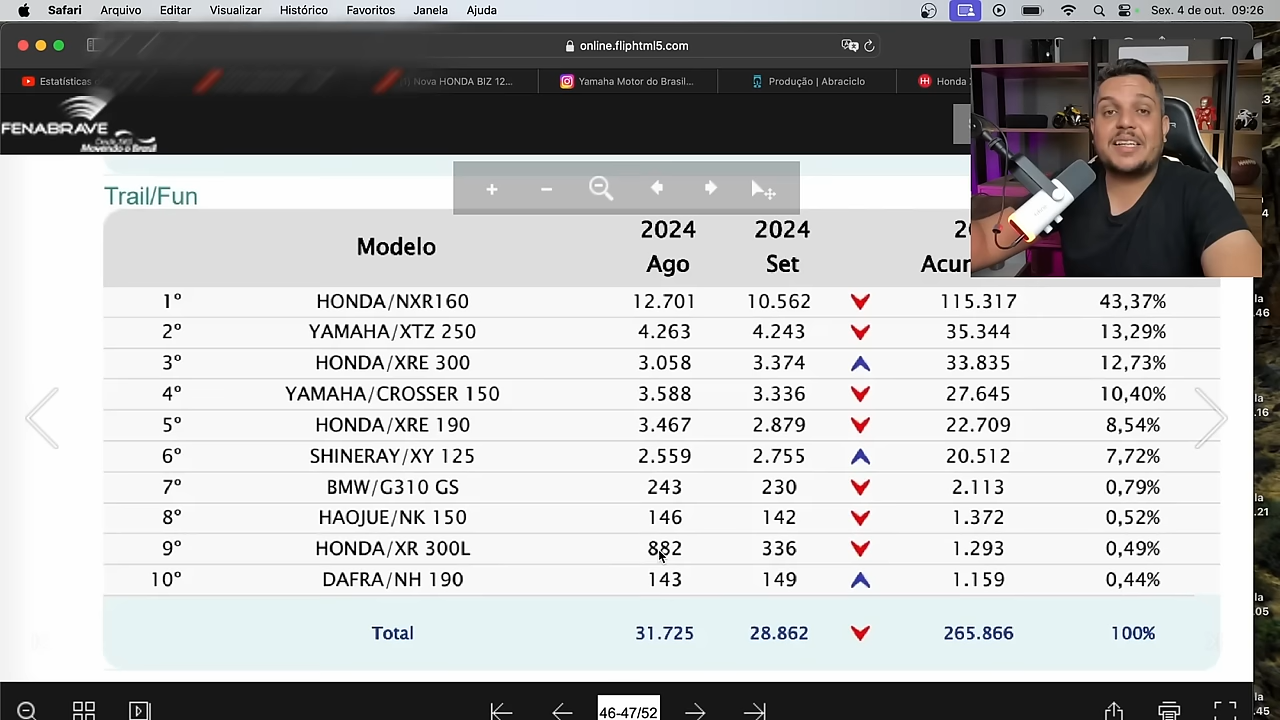 Safari Arquivo Editar Visualizar Histórico Favoritos Janela Ajuda Sex. 4 de out. 09:26
online.fliphtml5.com
Estatísticas Nova HONDA BIZ 12... Yamaha Motor do Brasil... Produção | Abraciclo Honda
FENABRAVE
Movendo o Brasil
Trail/Fun
Modelo 2024 Ago 2024 Set
1º HONDA/NXR160 12.701 10.562 115.317 43,37%
2º YAMAHA/XTZ 250 4.263 4.243 35.344 13,29%
3º HONDA/XRE 300 3.058 3.374 33.835 12,73%
4º YAMAHA/CROSSER 150 3.588 3.336 27.645 10,40%
5º HONDA/XRE 190 3.467 2.879 22.709 8,54%
6º SHINERAY/XY 125 2.559 2.755 20.512 7,72%
7º BMW/G310 GS 243 230 2.113 0,79%
8º HAOJUE/NK 150 146 142 1.372 0,52%
9º HONDA/XR 300L 882 336 1.293 0,49%
10º DAFRA/NH 190 143 149 1.159 0,44%
Total 31.725 28.862 265.866 100%
46-47/52